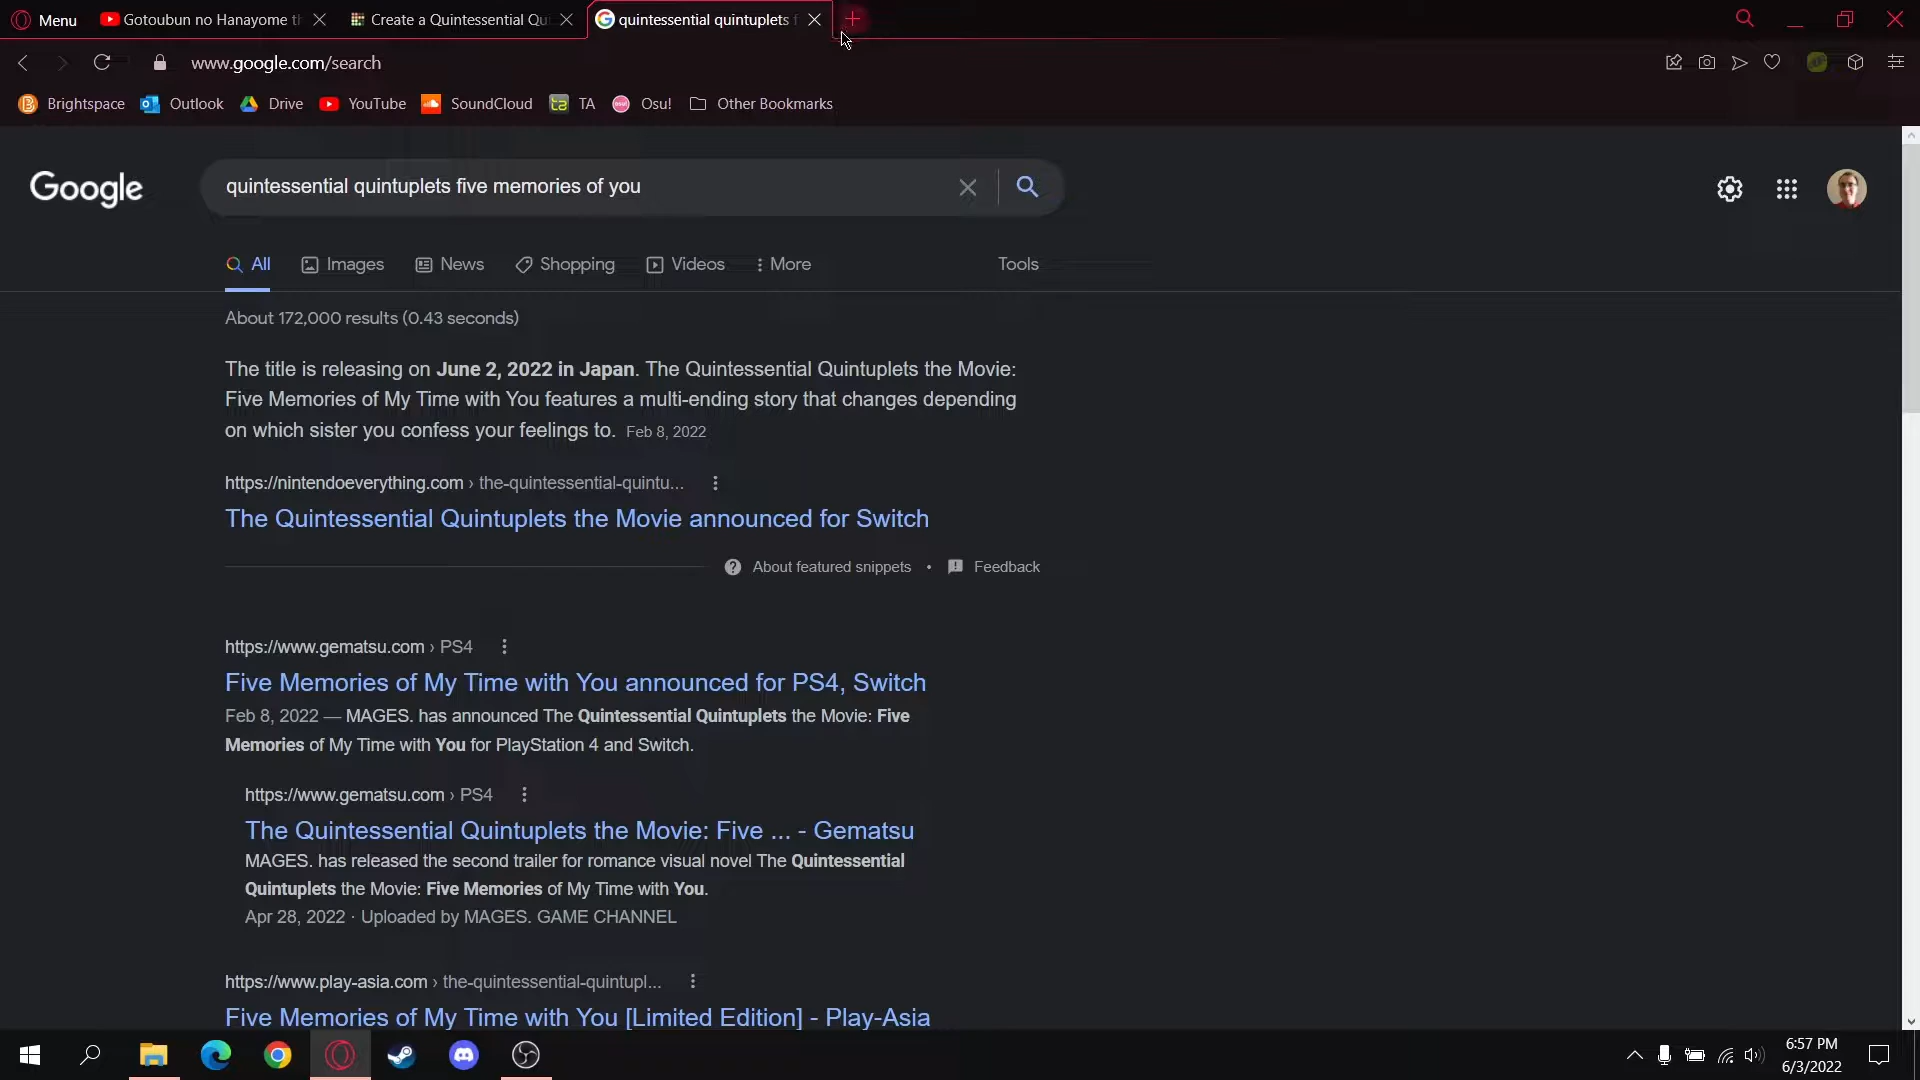 Menu
Gotoubun no Hanayome th
Create a Quintessential Qu
quintessential quintuplets f
www.google.com/search
Brightspace
Outlook
Drive
YouTube
SoundCloud
TA
Osu!
Other Bookmarks
Google
quintessential quintuplets five memories of you
All
Images
News
Shopping
Videos
More
Tools
About 172,000 results (0.43 seconds)
The title is releasing on June 2, 2022 in Japan. The Quintessential Quintuplets the Movie:
Five Memories of My Time with You features a multi-ending story that changes depending
on which sister you confess your feelings to. Feb 8, 2022
https://nintendoeverything.com › the-quintessential-quintu...
The Quintessential Quintuplets the Movie announced for Switch
About featured snippets • Feedback
https://www.gematsu.com › PS4
Five Memories of My Time with You announced for PS4, Switch
Feb 8, 2022 — MAGES. has announced The Quintessential Quintuplets the Movie: Five
Memories of My Time with You for PlayStation 4 and Switch.
https://www.gematsu.com › PS4
The Quintessential Quintuplets the Movie: Five ... - Gematsu
MAGES. has released the second trailer for romance visual novel The Quintessential
Quintuplets the Movie: Five Memories of My Time with You.
Apr 28, 2022 · Uploaded by MAGES. GAME CHANNEL
https://www.play-asia.com › the-quintessential-quintupl...
Five Memories of My Time with You [Limited Edition] - Play-Asia
6:57 PM
6/3/2022